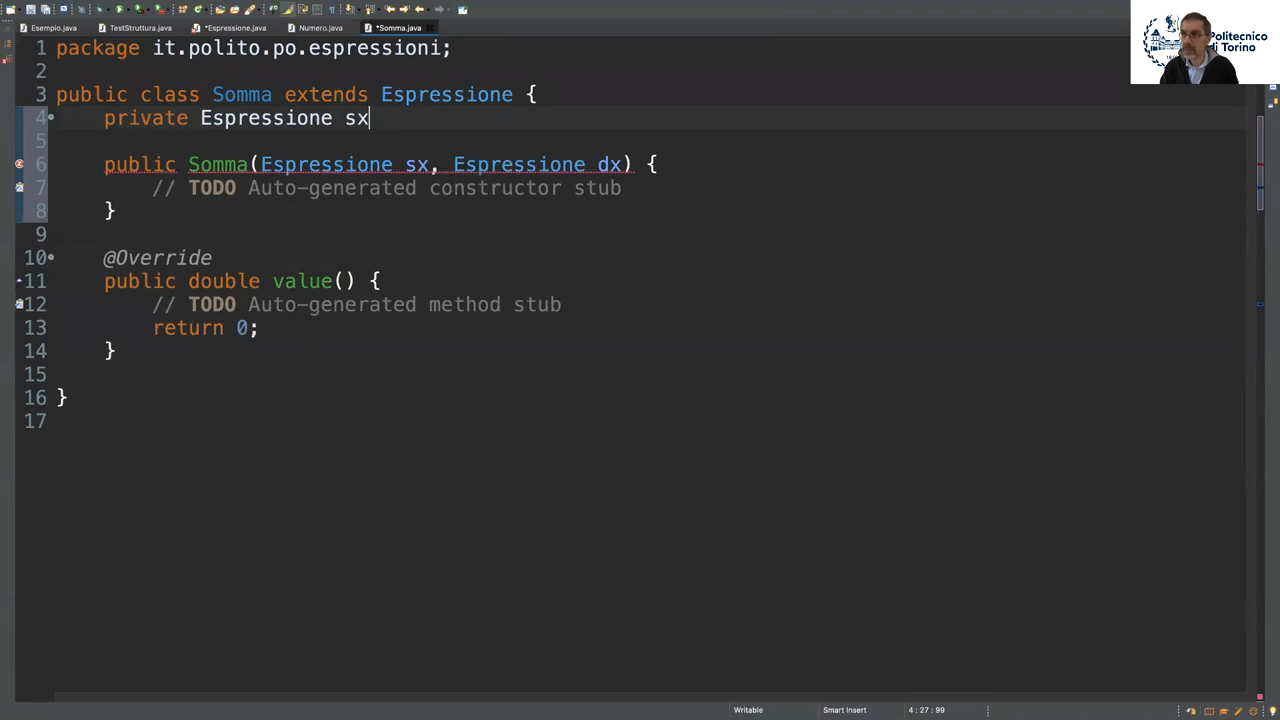 Esempio.java TestStruttura.java *Espressione.java Numero.java *Somma.java
Politecnico
di Torino
1 package it.polito.po.espressioni;
2
3 public class Somma extends Espressione {
4 private Espressione sx
5
6 public Somma(Espressione sx, Espressione dx) {
7 // TODO Auto-generated constructor stub
8 }
9
10 @Override
11 public double value() {
12 // TODO Auto-generated method stub
13 return 0;
14 }
15
16 }
17
Writable Smart Insert 4 : 27 : 99